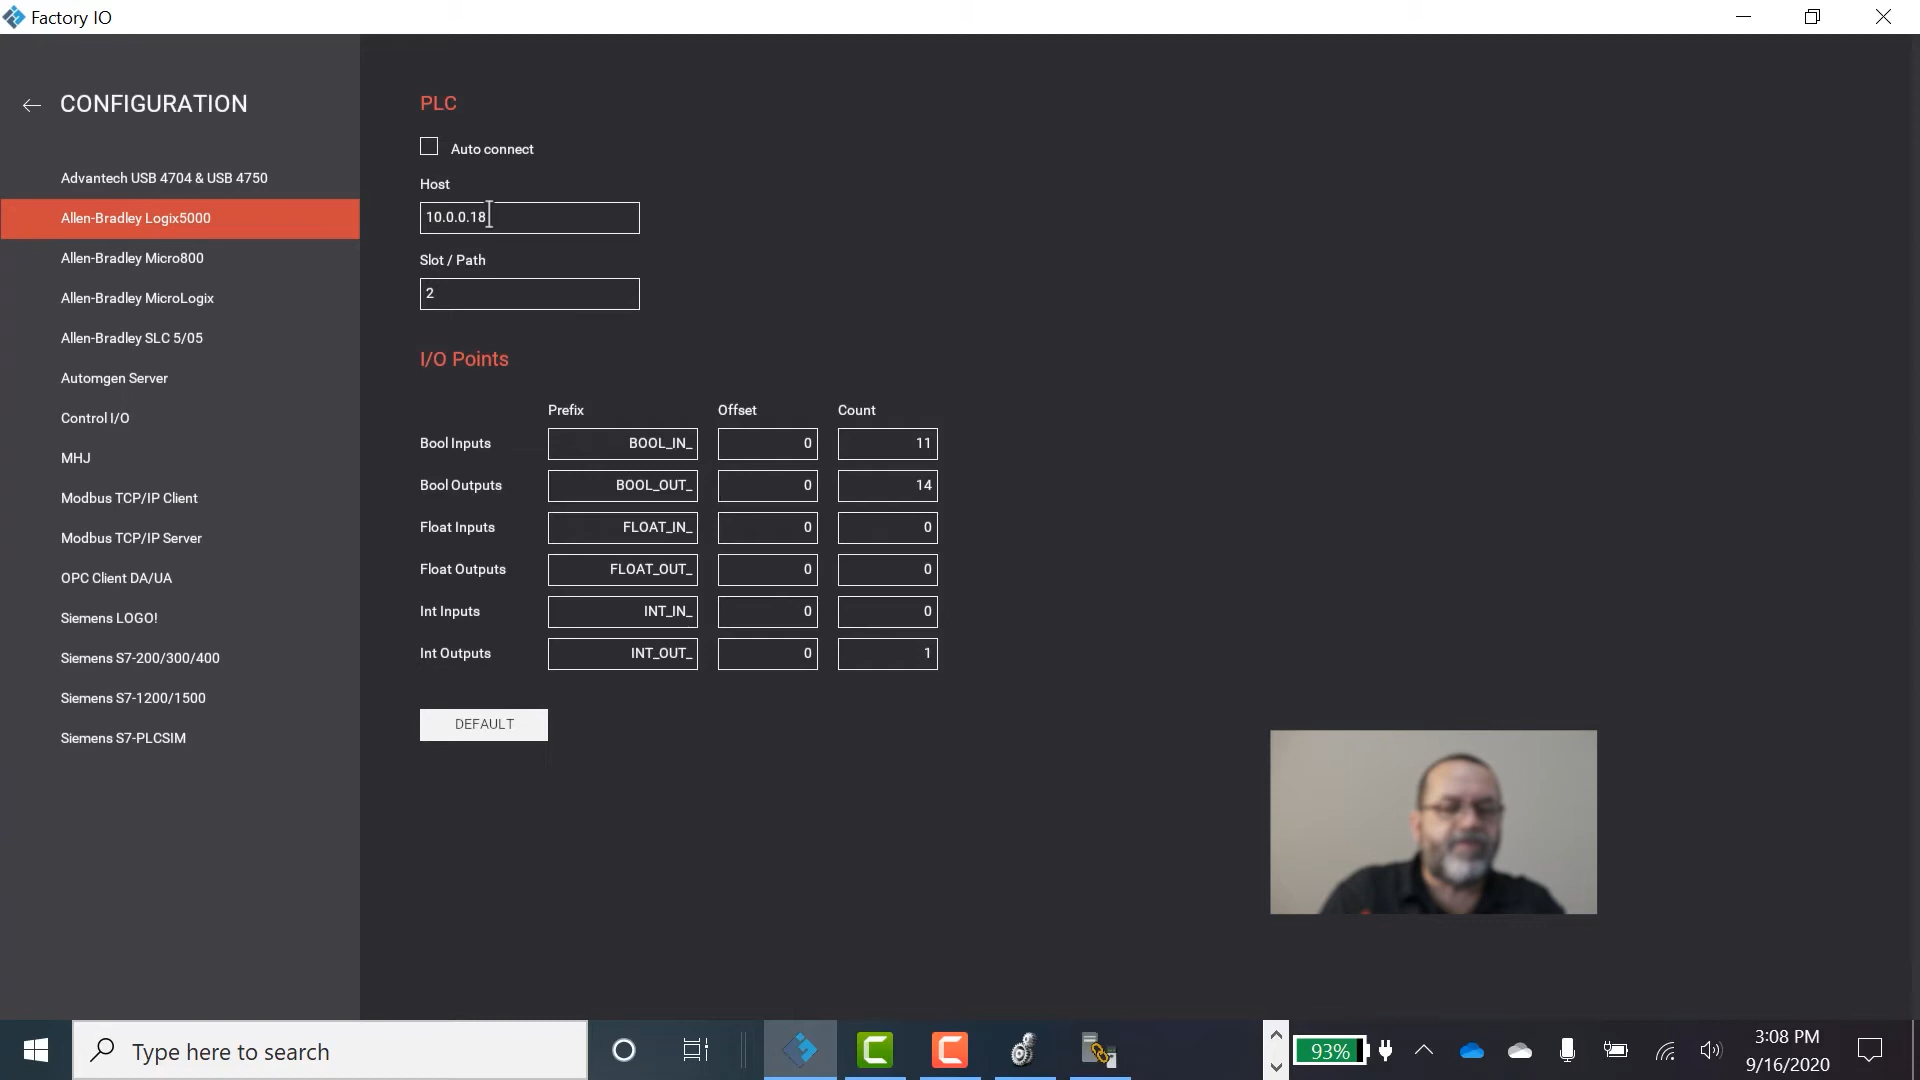 Factory IO
CONFIGURATION
Advantech USB 4704 & USB 4750
Allen-Bradley Logix5000
Allen-Bradley Micro800
Allen-Bradley MicroLogix
Allen-Bradley SLC 5/05
Automgen Server
Control I/O
MHJ
Modbus TCP/IP Client
Modbus TCP/IP Server
OPC Client DA/UA
Siemens LOGO!
Siemens S7-200/300/400
Siemens S7-1200/1500
Siemens S7-PLCSIM
PLC
Auto connect
Host
10.0.0.18
Slot / Path
2
I/O Points
Prefix Offset Count
Bool Inputs BOOL_IN_ 0 11
Bool Outputs BOOL_OUT_ 0 14
Float Inputs FLOAT_IN_ 0 0
Float Outputs FLOAT_OUT_ 0 0
Int Inputs INT_IN_ 0 0
Int Outputs INT_OUT_ 0 1
DEFAULT
Type here to search
93%
3:08 PM
9/16/2020